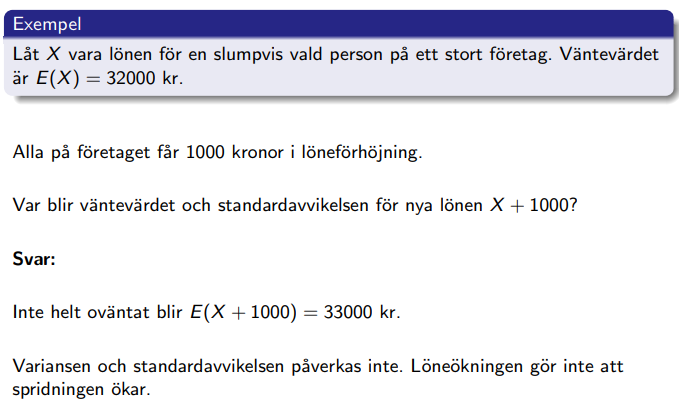 Exempel
Låt X vara lönen för en slumpvis vald person på ett stort företag. Väntevärdet
är E(X) = 32000 kr.
Alla på företaget får 1000 kronor i löneförhöjning.
Var blir väntevärdet och standardavvikelsen för nya lönen X + 1000?
Svar:
Inte helt oväntat blir E(X + 1000) = 33000 kr.
Variansen och standardavvikelsen påverkas inte. Löneökningen gör inte att
spridningen ökar.